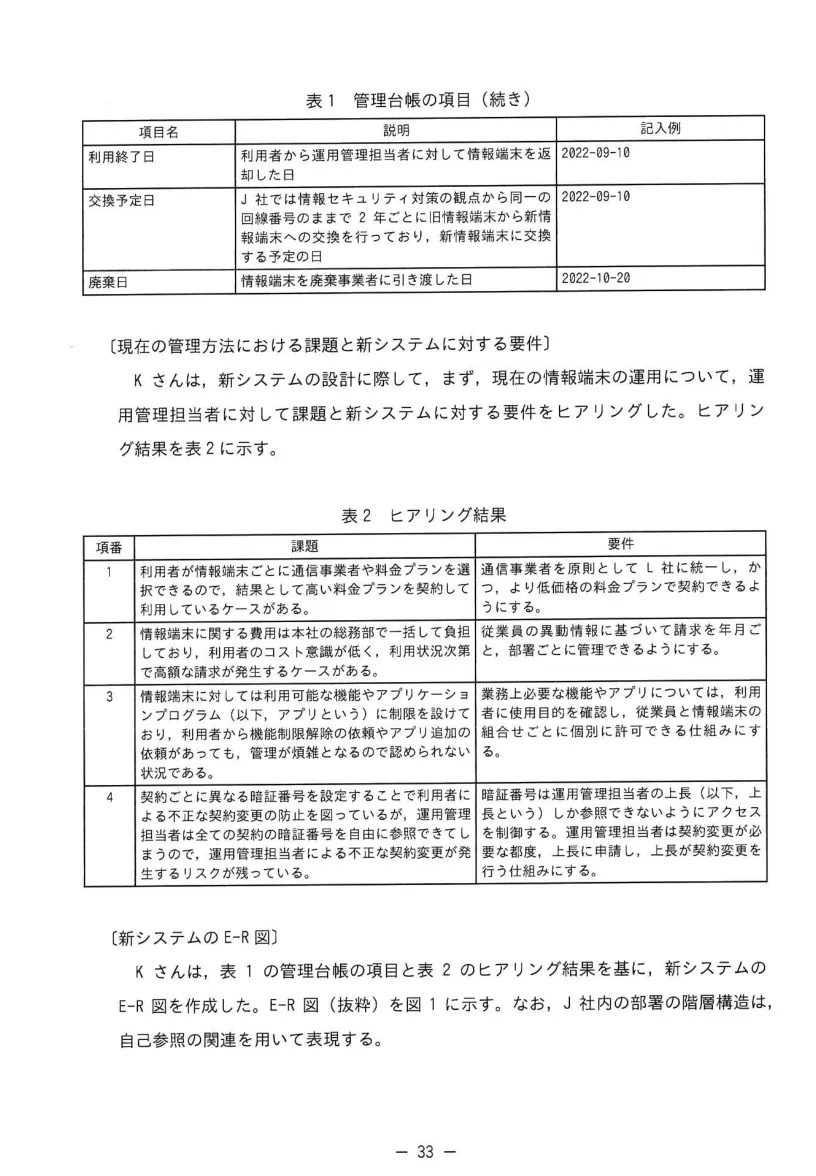 表1 管理台帳の項目（続き）
項目名 説明 記入例
利用終了日 利用者から運用管理担当者に対して情報端末を返 2022-09-10
却した日
交換予定日 J 社では情報セキュリティ対策の観点から同一の 2022-09-10
回線番号のままで 2 年ごとに旧情報端末から新情
報端末への交換を行っており，新情報端末に交換
する予定の日
廃棄日 情報端末を廃棄事業者に引き渡した日 2022-10-20
〔現在の管理方法における課題と新システムに対する要件〕
K さんは，新システムの設計に際して，まず，現在の情報端末の運用について，運
用管理担当者に対して課題と新システムに対する要件をヒアリングした。ヒアリン
グ結果を表2に示す。
表2 ヒアリング結果
項番 課題 要件
1 利用者が情報端末ごとに通信事業者や料金プランを選 通信事業者を原則として L 社に統一し，か
択できるので，結果として高い料金プランを契約して つ，より低価格の料金プランで契約できるよ
利用しているケースがある。 うにする。
2 情報端末に関する費用は本社の総務部で一括して負担 従業員の異動情報に基づいて請求を年月ご
しており，利用者のコスト意識が低く，利用状況次第 と，部署ごとに管理できるようにする。
で高額な請求が発生するケースがある。
3 情報端末に対しては利用可能な機能やアプリケーショ 業務上必要な機能やアプリについては，利用
ンプログラム（以下，アプリという）に制限を設けて 者に使用目的を確認し，従業員と情報端末の
おり，利用者から機能制限解除の依頼やアプリ追加の 組合せごとに個別に許可できる仕組みにす
依頼があっても，管理が煩雑となるので認められない る。
状況である。
4 契約ごとに異なる暗証番号を設定することで利用者に 暗証番号は運用管理担当者の上長（以下，上
よる不正な契約変更の防止を図っているが，運用管理 長という）しか参照できないようにアクセス
担当者は全ての契約の暗証番号を自由に参照できてし を制御する。運用管理担当者は契約変更が必
まうので，運用管理担当者による不正な契約変更が発 要な都度，上長に申請し，上長が契約変更を
生するリスクが残っている。 行う仕組みにする。
〔新システムの E-R 図〕
K さんは，表 1 の管理台帳の項目と表 2 のヒアリング結果を基に，新システムの
E-R 図を作成した。E-R 図（抜粋）を図 1 に示す。なお，J 社内の部署の階層構造は，
自己参照の関連を用いて表現する。
－ 33 －